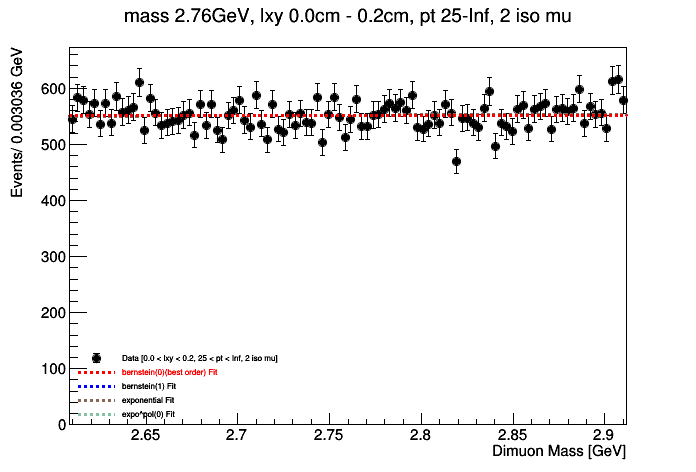 mass 2.76GeV, lxy 0.0cm - 0.2cm, pt 25-Inf, 2 iso mu
Events/ 0.003036 GeV
600
500
400
300
200
100
0
Data [0.0 < lxy < 0.2, 25 < pt < Inf, 2 iso mu]
bernstein(0)(best order) Fit
bernstein(1) Fit
exponential Fit
expo*pol(0) Fit
2.65 2.7 2.75 2.8 2.85 2.9
Dimuon Mass [GeV]